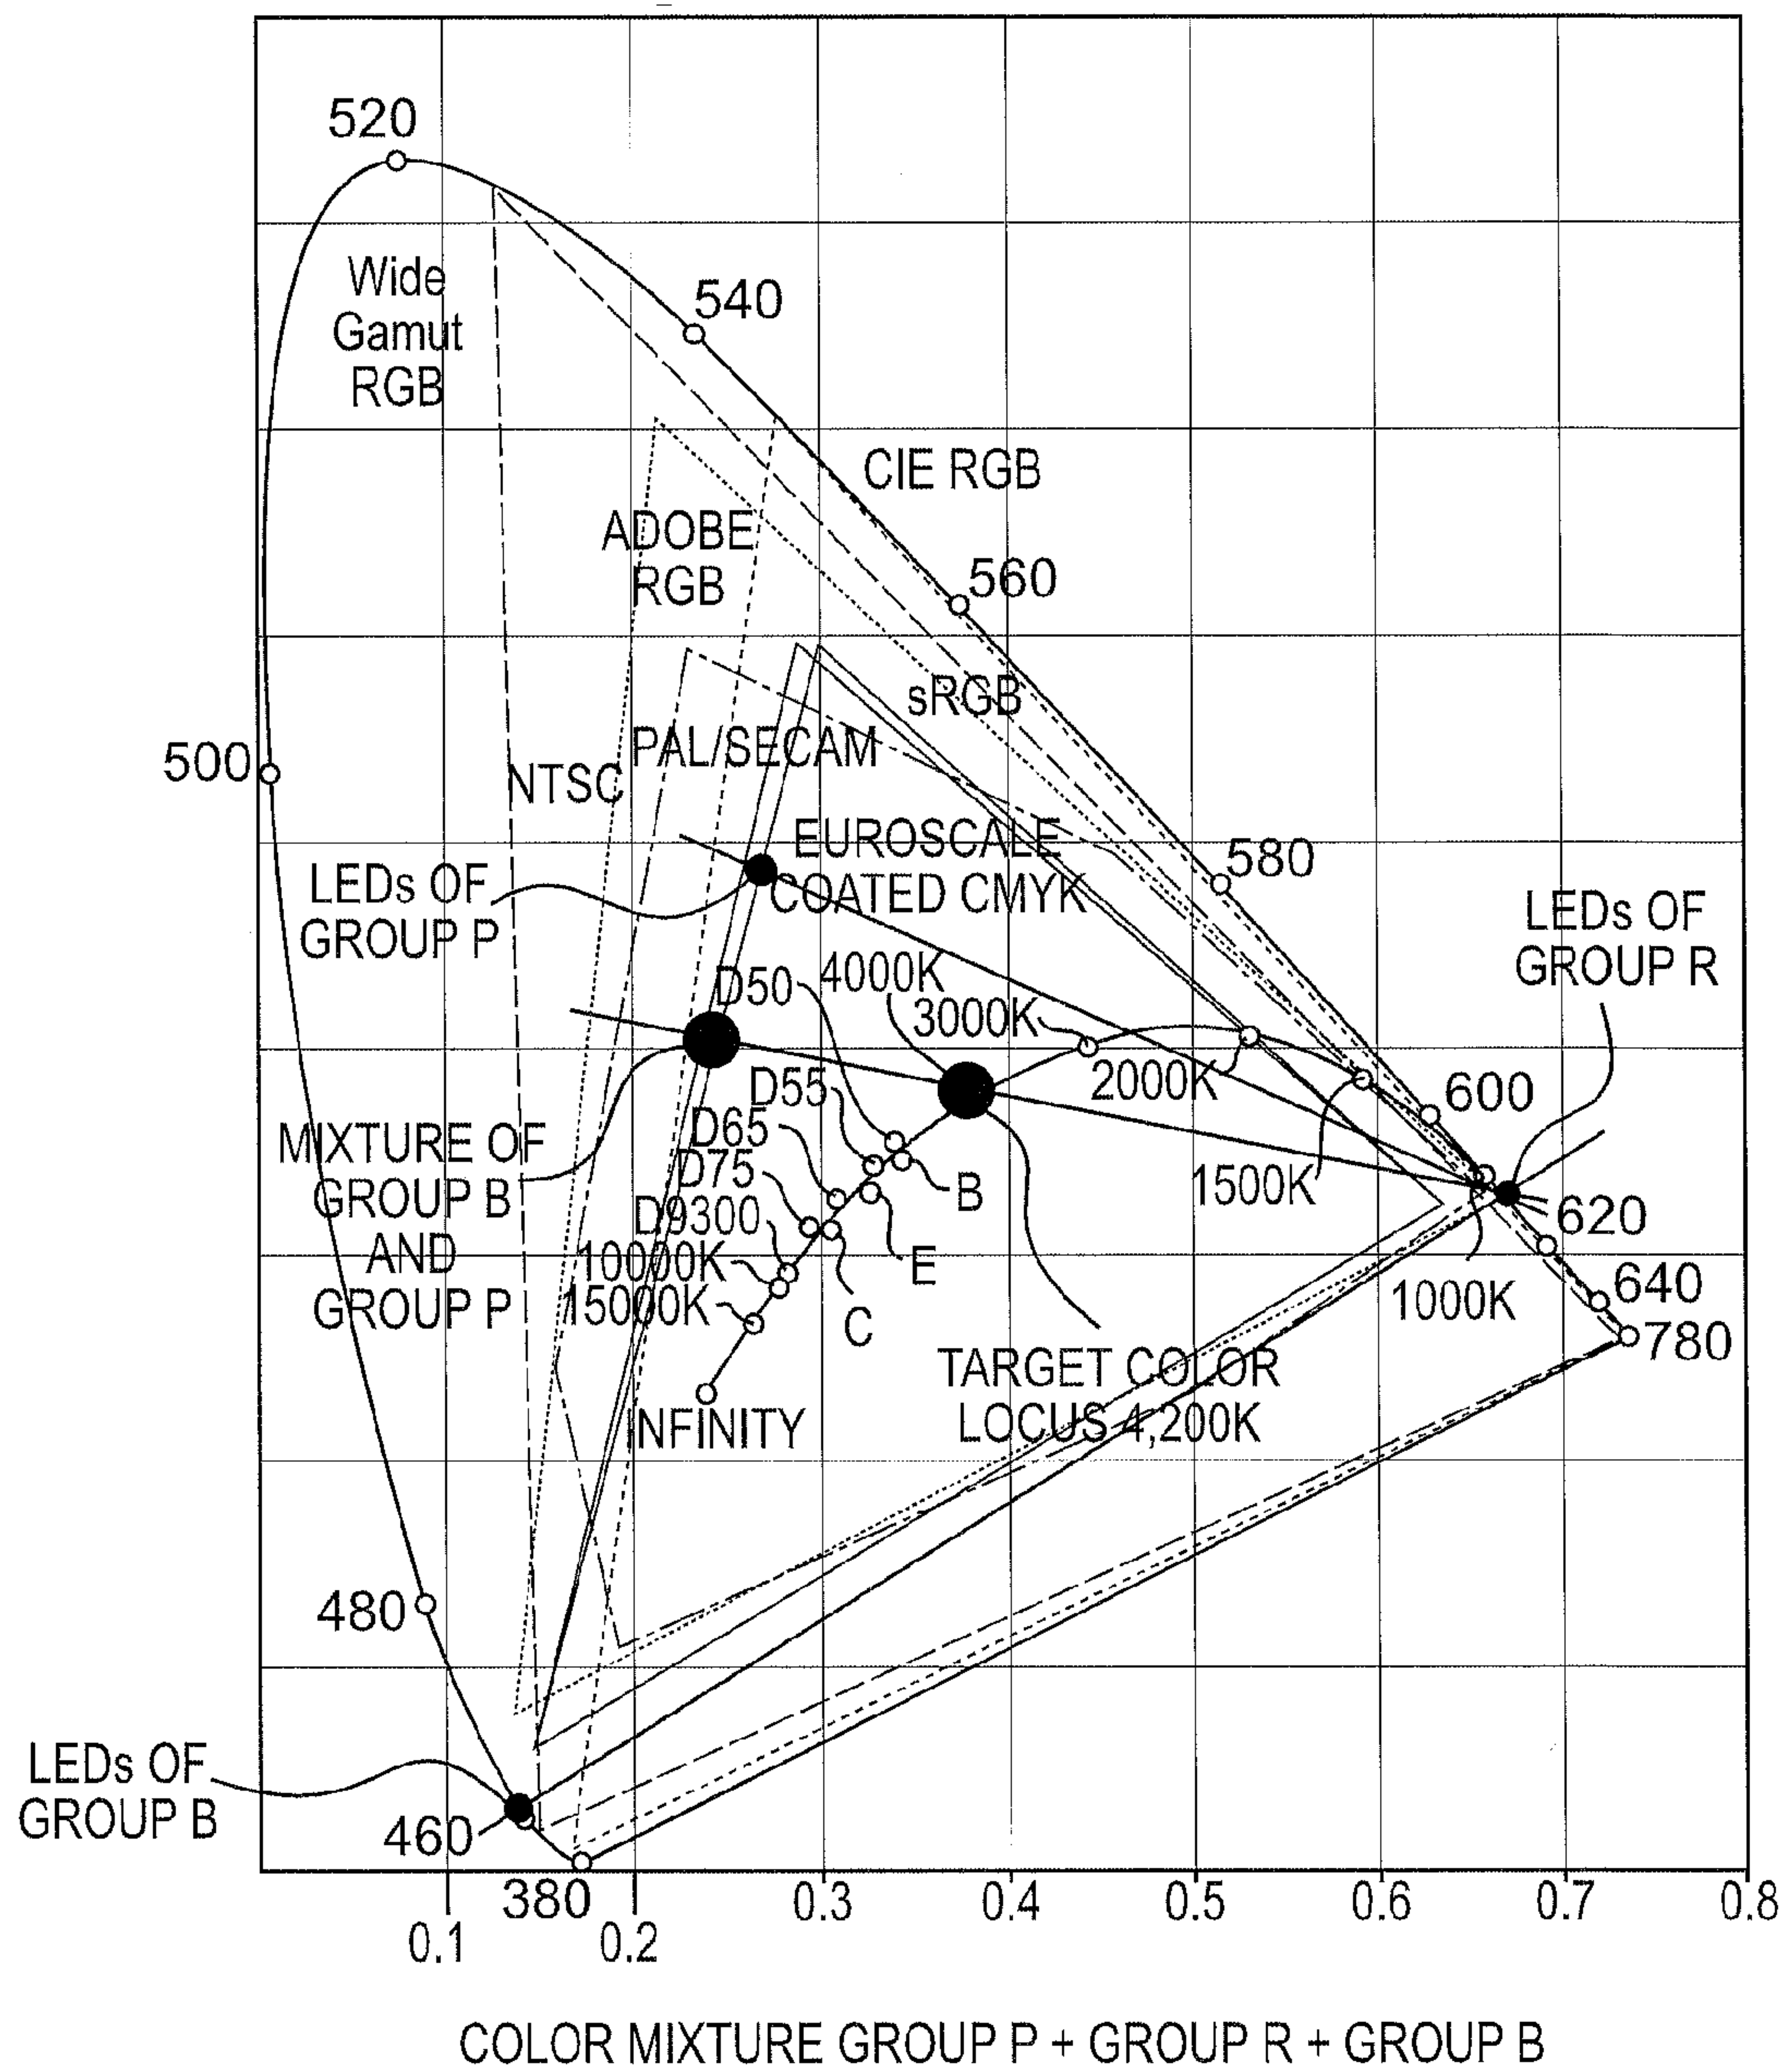 520
Wide
Gamut
RGB
540
CIE RGB
ADOBE
RGB
560
sRGB
PAL/SECAM
NTSC
500
EUROSCALE
COATED CMYK
580
LEDs OF
GROUP P
LEDs OF
GROUP R
D50
4000K
3000K
2000K
D55
600
D65
MIXTURE OF
GROUP B
AND
GROUP P
D75
1500K
B
D9300
620
10000K
E
15000K
C
1000K
640
780
TARGET COLOR
LOCUS 4,200K
NFINITY
480
LEDs OF
GROUP B
460
380
0.1
0.2
0.3
0.4
0.5
0.6
0.7
0.8
COLOR MIXTURE GROUP P + GROUP R + GROUP B